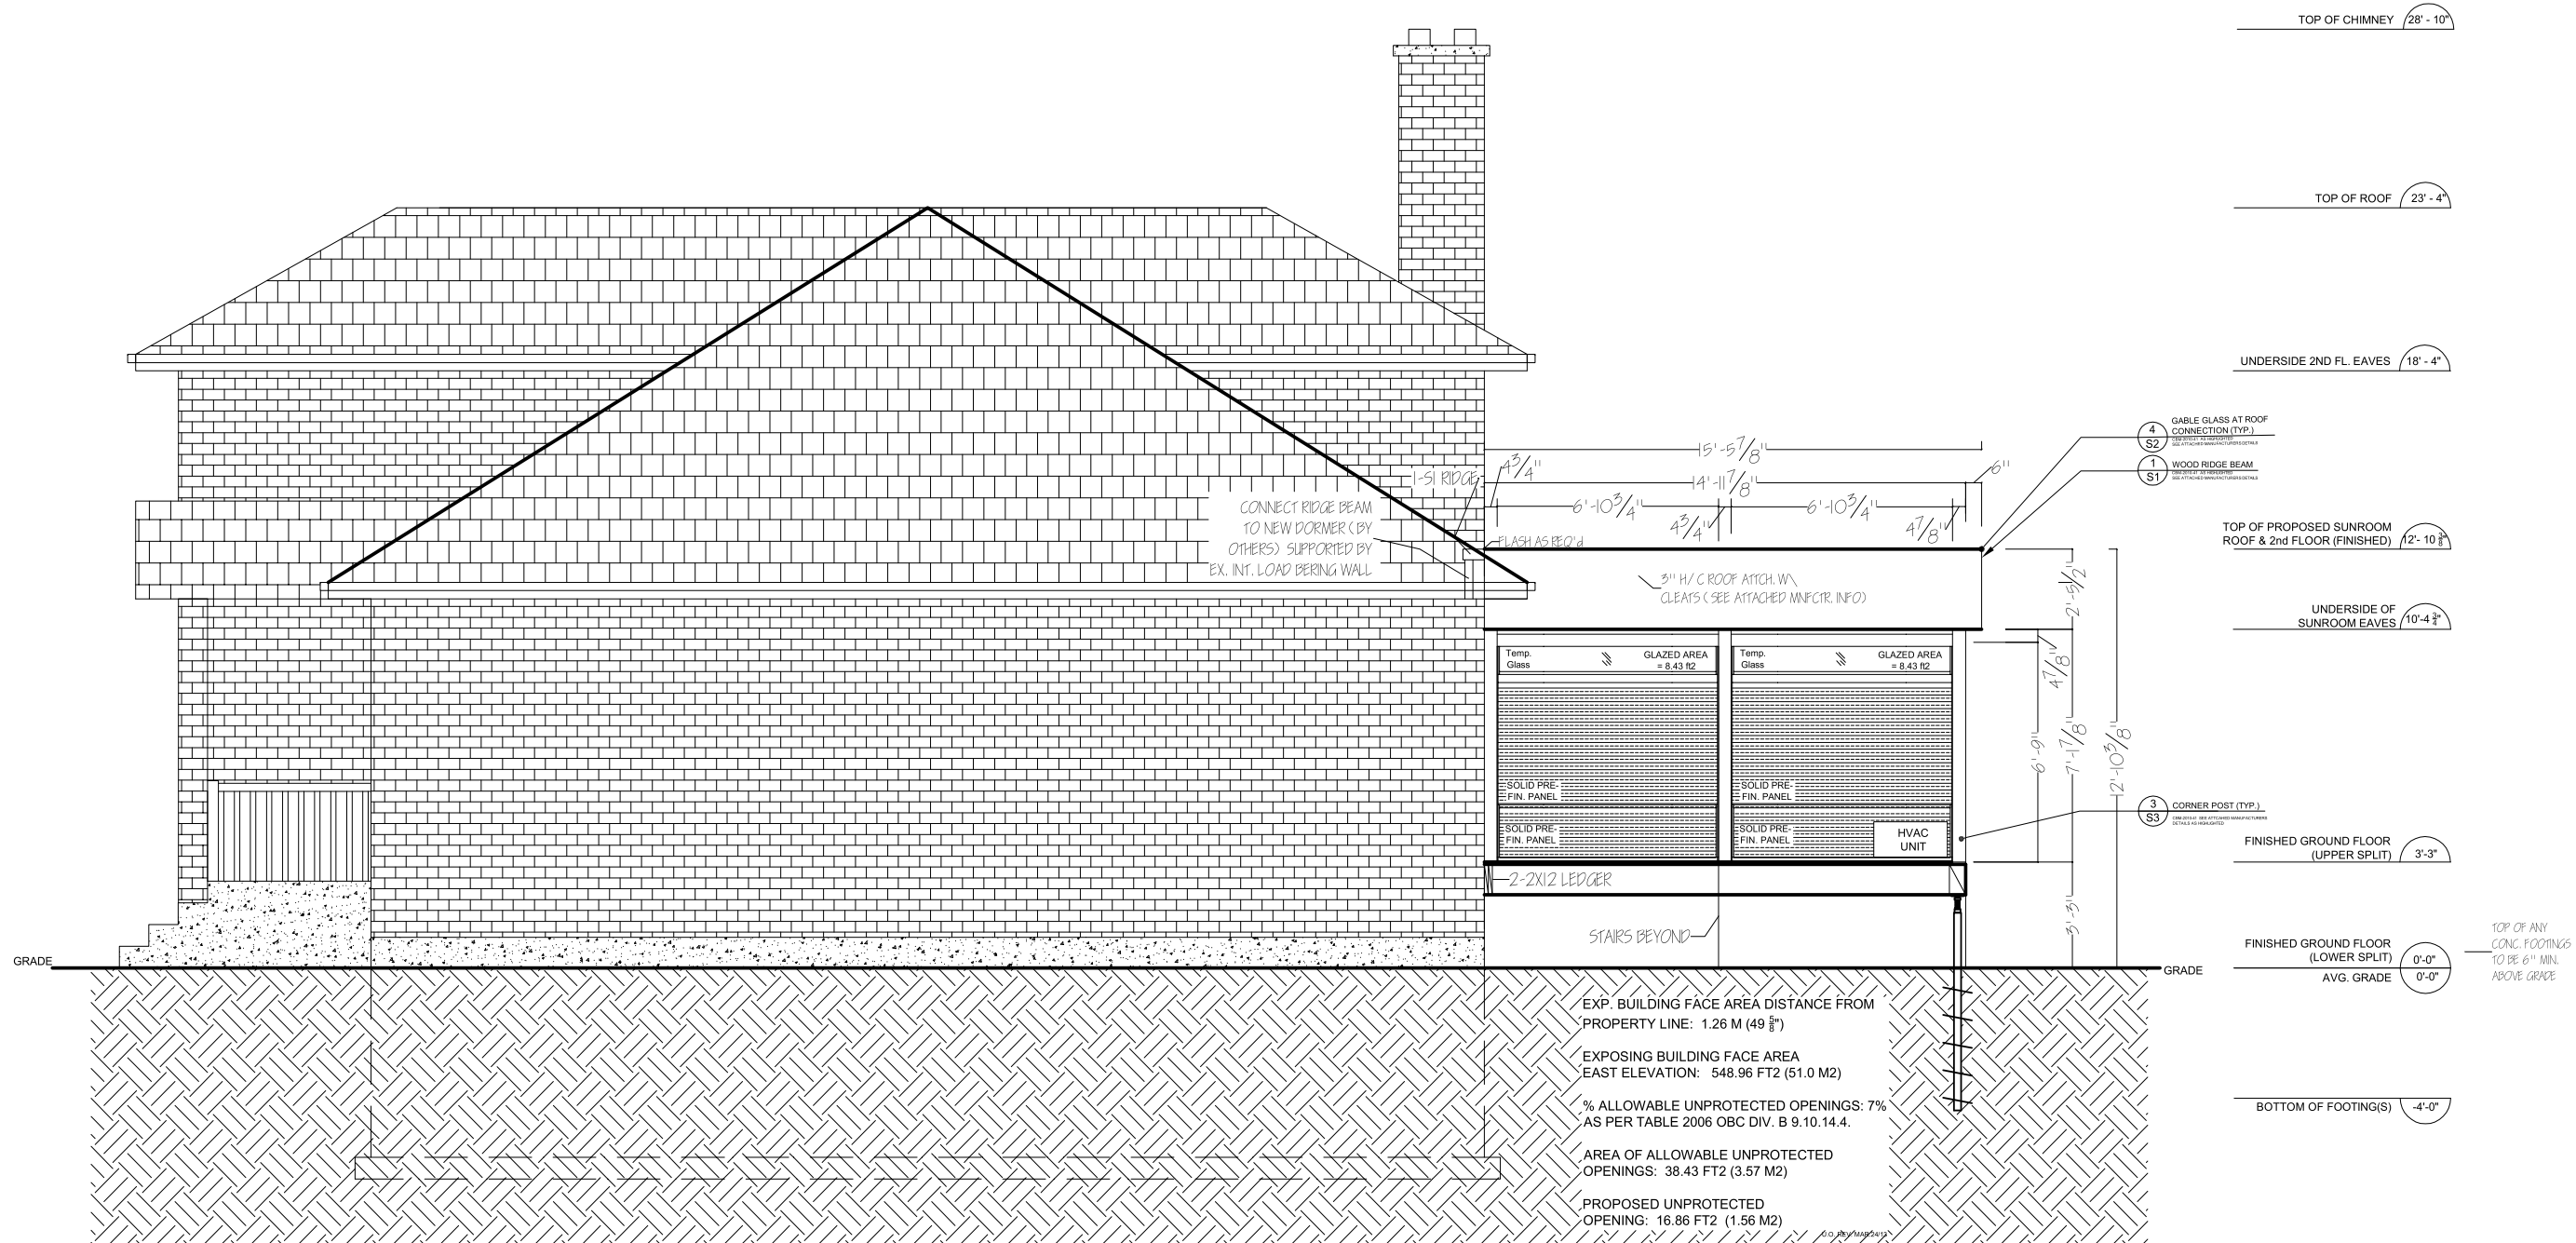 TOP OF CHIMNEY 28' - 10"
TOP OF ROOF 23' - 4"
UNDERSIDE 2ND FL. EAVES 18' - 4"
4
S2
GABLE GLASS AT ROOF
CONNECTION (TYP.)
SEE ATTACHED MANUFACTURERS DETAILS
1
S1
WOOD RIDGE BEAM
SEE ATTACHED MANUFACTURERS DETAILS
15'-5 7/8"
14'-11 7/8"
6"
4 3/4"
6'-10 3/4"
4 3/4"
6'-10 3/4"
4 7/8"
1-S1 RIDGE
CONNECT RIDGE BEAM
TO NEW DORMER ( BY
OTHERS) SUPPORTED BY
EX. INT. LOAD BERING WALL
FLASH AS REQ'd
3" H/ C ROOF ATTCH. W\
CLEATS ( SEE ATTACHED MNFCTR. INFO)
TOP OF PROPOSED SUNROOM
ROOF & 2nd FLOOR (FINISHED) 12'- 10 3/8"
UNDERSIDE OF
SUNROOM EAVES 10'-4 3/4"
2'-5 1/2"
4 7/8"
6'-9"
7'-1 7/8"
12'-10 3/8"
3'-3"
Temp.
Glass
GLAZED AREA
= 8.43 ft2
Temp.
Glass
GLAZED AREA
= 8.43 ft2
SOLID PRE-
FIN. PANEL
SOLID PRE-
FIN. PANEL
SOLID PRE-
FIN. PANEL
SOLID PRE-
FIN. PANEL
HVAC
UNIT
3
S3
CORNER POST (TYP.)
DETAILS AS HIGHLIGHTED
FINISHED GROUND FLOOR
(UPPER SPLIT) 3'-3"
2-2X12 LEDGER
STAIRS BEYOND
FINISHED GROUND FLOOR
(LOWER SPLIT) 0'-0"
AVG. GRADE 0'-0"
TOP OF ANY
CONC. FOOTINGS
TO BE 6" MIN.
ABOVE GRADE
GRADE
GRADE
BOTTOM OF FOOTING(S) -4'-0"
EXP. BUILDING FACE AREA DISTANCE FROM
PROPERTY LINE: 1.26 M (49 5/8")
EXPOSING BUILDING FACE AREA
EAST ELEVATION: 548.96 FT2 (51.0 M2)
% ALLOWABLE UNPROTECTED OPENINGS: 7%
AS PER TABLE 2006 OBC DIV. B 9.10.14.4.
AREA OF ALLOWABLE UNPROTECTED
OPENINGS: 38.43 FT2 (3.57 M2)
PROPOSED UNPROTECTED
OPENING: 16.86 FT2 (1.56 M2)